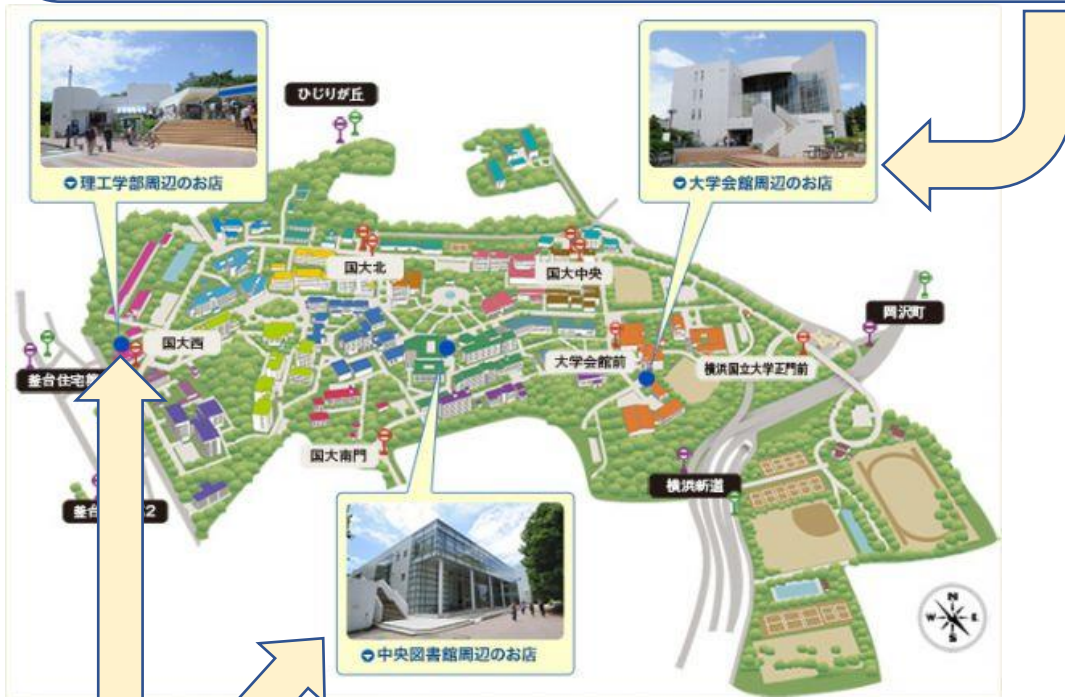 ひじりが丘
理工学部周辺のお店
大学会館周辺のお店
国大北
国大中央
岡沢町
国大西
大学会館前
横浜国立大学正門前
釜台住宅第
国大南門
横浜新道
釜台
2
中央図書館周辺のお店
N
W
E
S